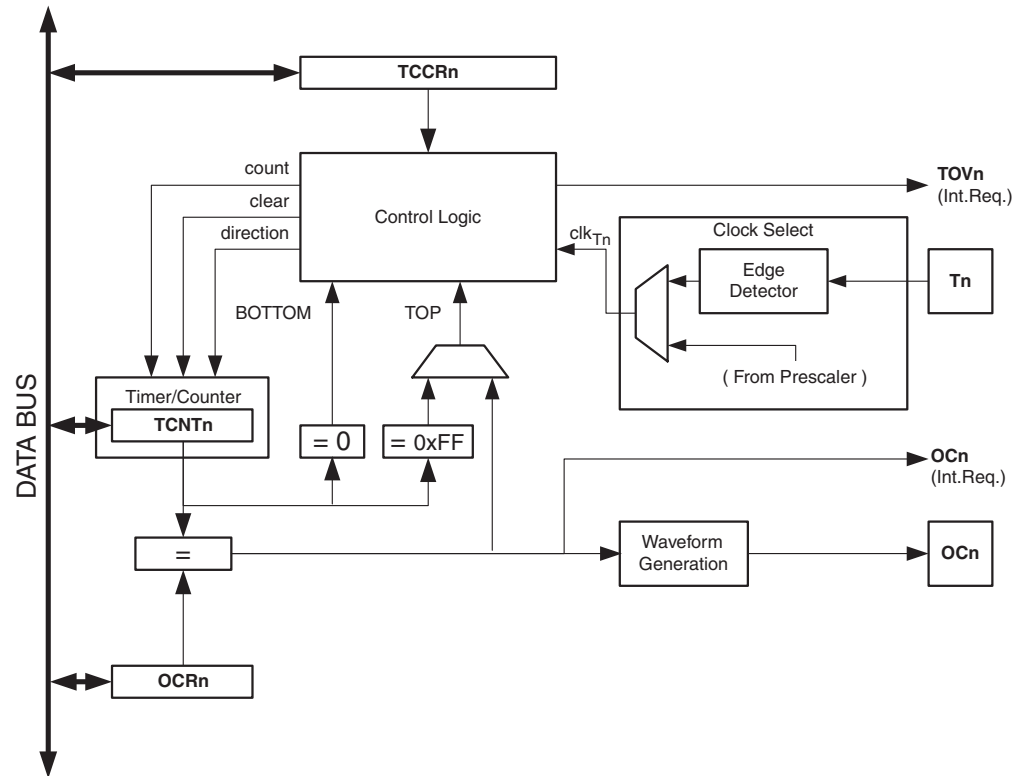 TCCRn
count
clear
direction
Control Logic
TOVn
(Int.Req.)
clkTn
Clock Select
Edge
Detector
Tn
( From Prescaler )
BOTTOM
TOP
DATA BUS
Timer/Counter
TCNTn
= 0
= 0xFF
OCn
(Int.Req.)
=
Waveform
Generation
OCn
OCRn